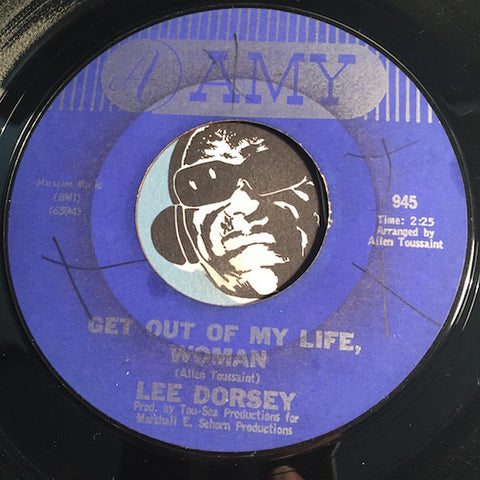 AMY
Marsaint Music
(BMI)
(6594)
945
Time: 2:25
Arranged by
Allen Toussaint
GET OUT OF MY LIFE,
WOMAN
(Allen Toussaint)
LEE DORSEY
Prod. by Tou-Sea Productions for
Marshall E. Sehorn Productions